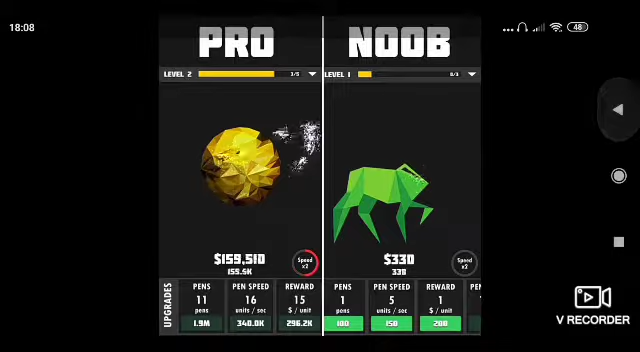 18:08
48
PRO
NOOB
LEVEL 2
3/5
LEVEL 1
0/3
$159,510
155.5K
Speed
x2
$330
330
Speed
x2
UPGRADES
PENS
11
pens
1.9M
PEN SPEED
16
units / sec
340.0K
REWARD
15
$ / unit
296.2K
PENS
1
pens
100
PEN SPEED
5
units / sec
150
REWARD
1
$ / unit
200
V RECORDER